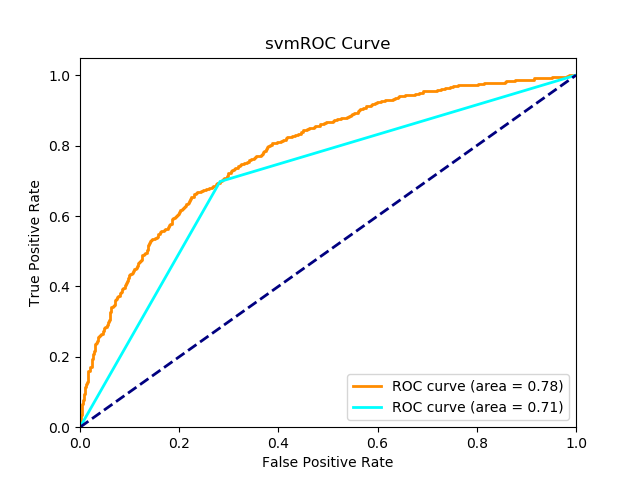 svmROC Curve
True Positive Rate
1.0
0.8
0.6
0.4
0.2
0.0
ROC curve (area = 0.78)
ROC curve (area = 0.71)
0.0 0.2 0.4 0.6 0.8 1.0
False Positive Rate